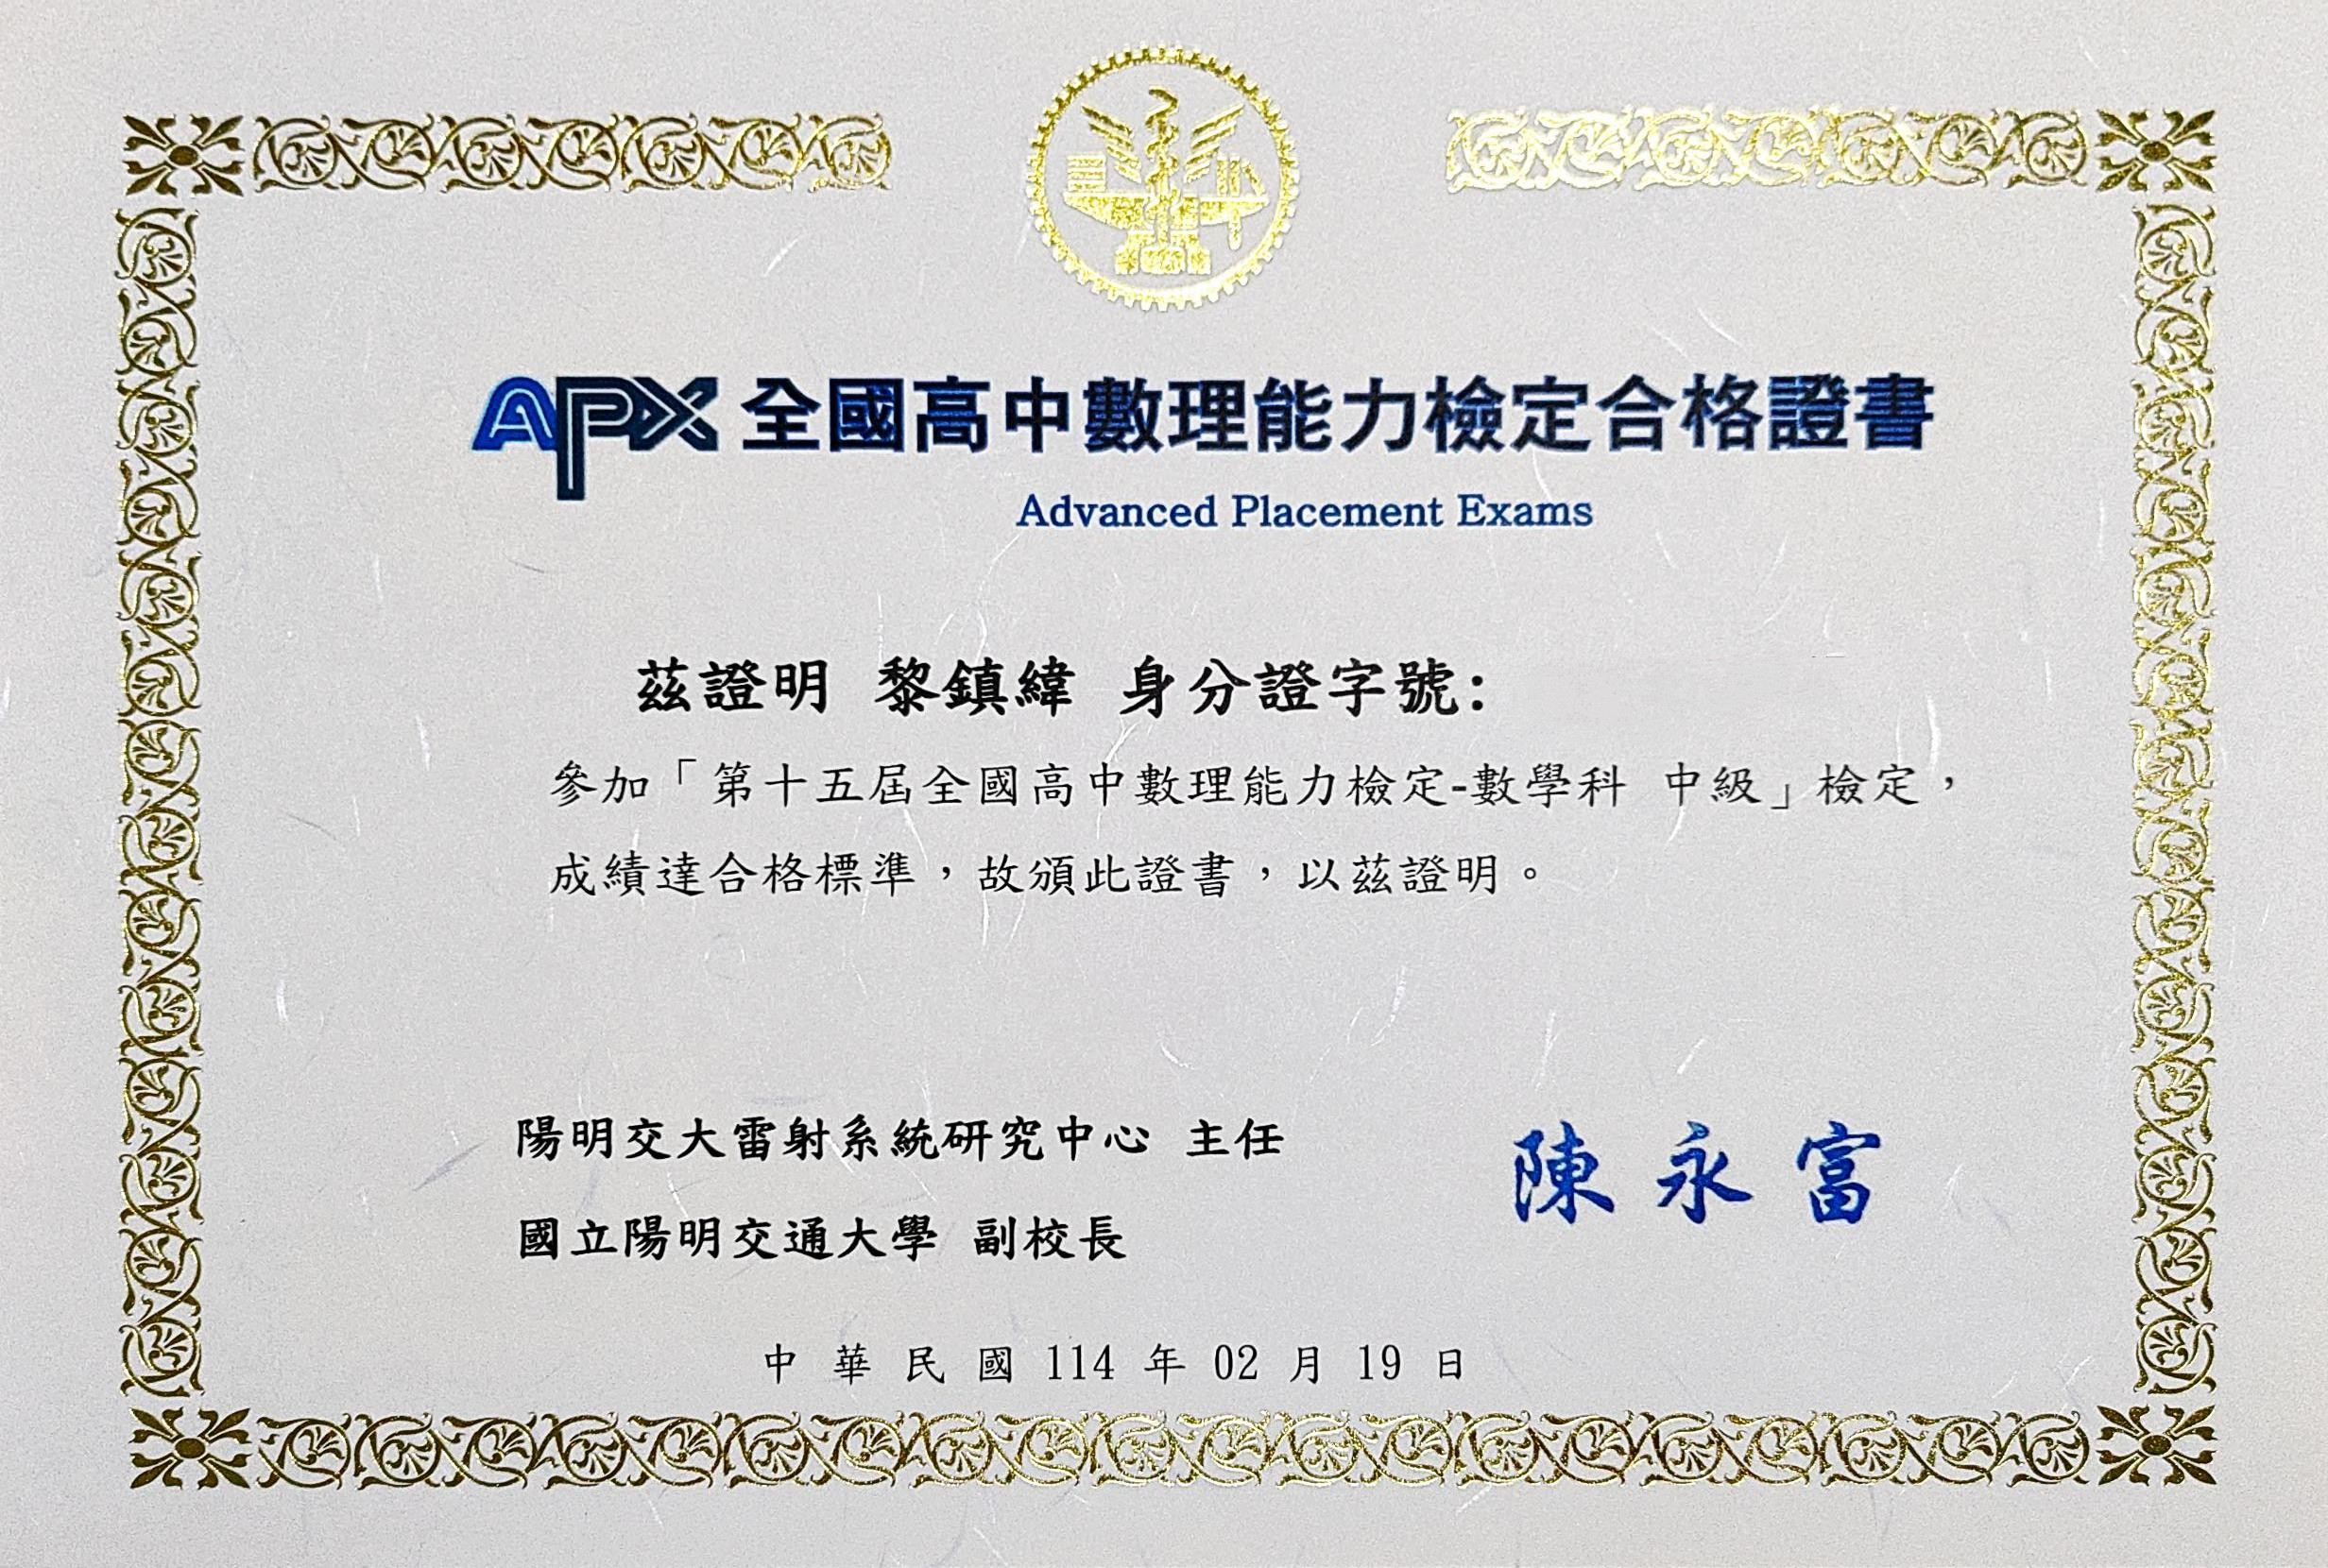 APX 全國高中數理能力檢定合格證書
Advanced Placement Exams
茲證明 黎鎮緯 身分證字號:
參加「第十五屆全國高中數理能力檢定-數學科 中級」檢定，
成績達合格標準，故頒此證書，以茲證明。
陽明交大雷射系統研究中心 主任
國立陽明交通大學 副校長
陳永富
中華民國 114 年 02 月 19 日